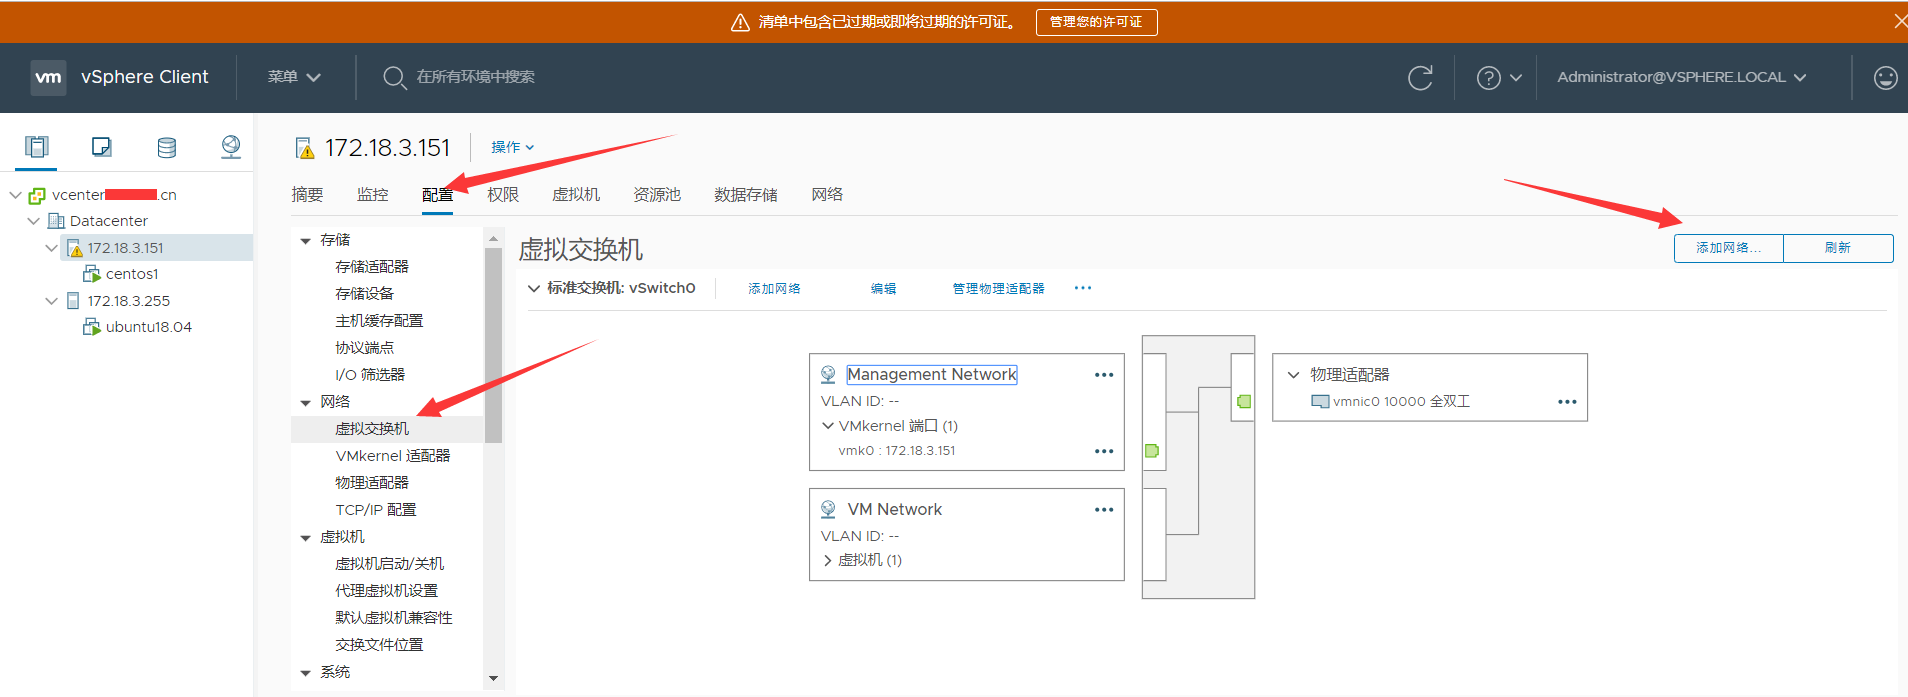 清单中包含已过期或即将过期的许可证。 管理您的许可证
vm vSphere Client 菜单 在所有环境中搜索 Administrator@VSPHERE.LOCAL
vcenter .cn
Datacenter
172.18.3.151
centos1
172.18.3.255
ubuntu18.04
172.18.3.151 操作
摘要 监控 配置 权限 虚拟机 资源池 数据存储 网络
存储
存储适配器
存储设备
主机缓存配置
协议端点
I/O 筛选器
网络
虚拟交换机
VMkernel 适配器
物理适配器
TCP/IP 配置
虚拟机
虚拟机启动/关机
代理虚拟机设置
默认虚拟机兼容性
交换文件位置
系统
虚拟交换机
添加网络... 刷新
标准交换机: vSwitch0 添加网络 编辑 管理物理适配器 ...
Management Network
VLAN ID: --
VMkernel 端口 (1)
vmk0 : 172.18.3.151
VM Network
VLAN ID: --
虚拟机 (1)
物理适配器
vmnic0 10000 全双工